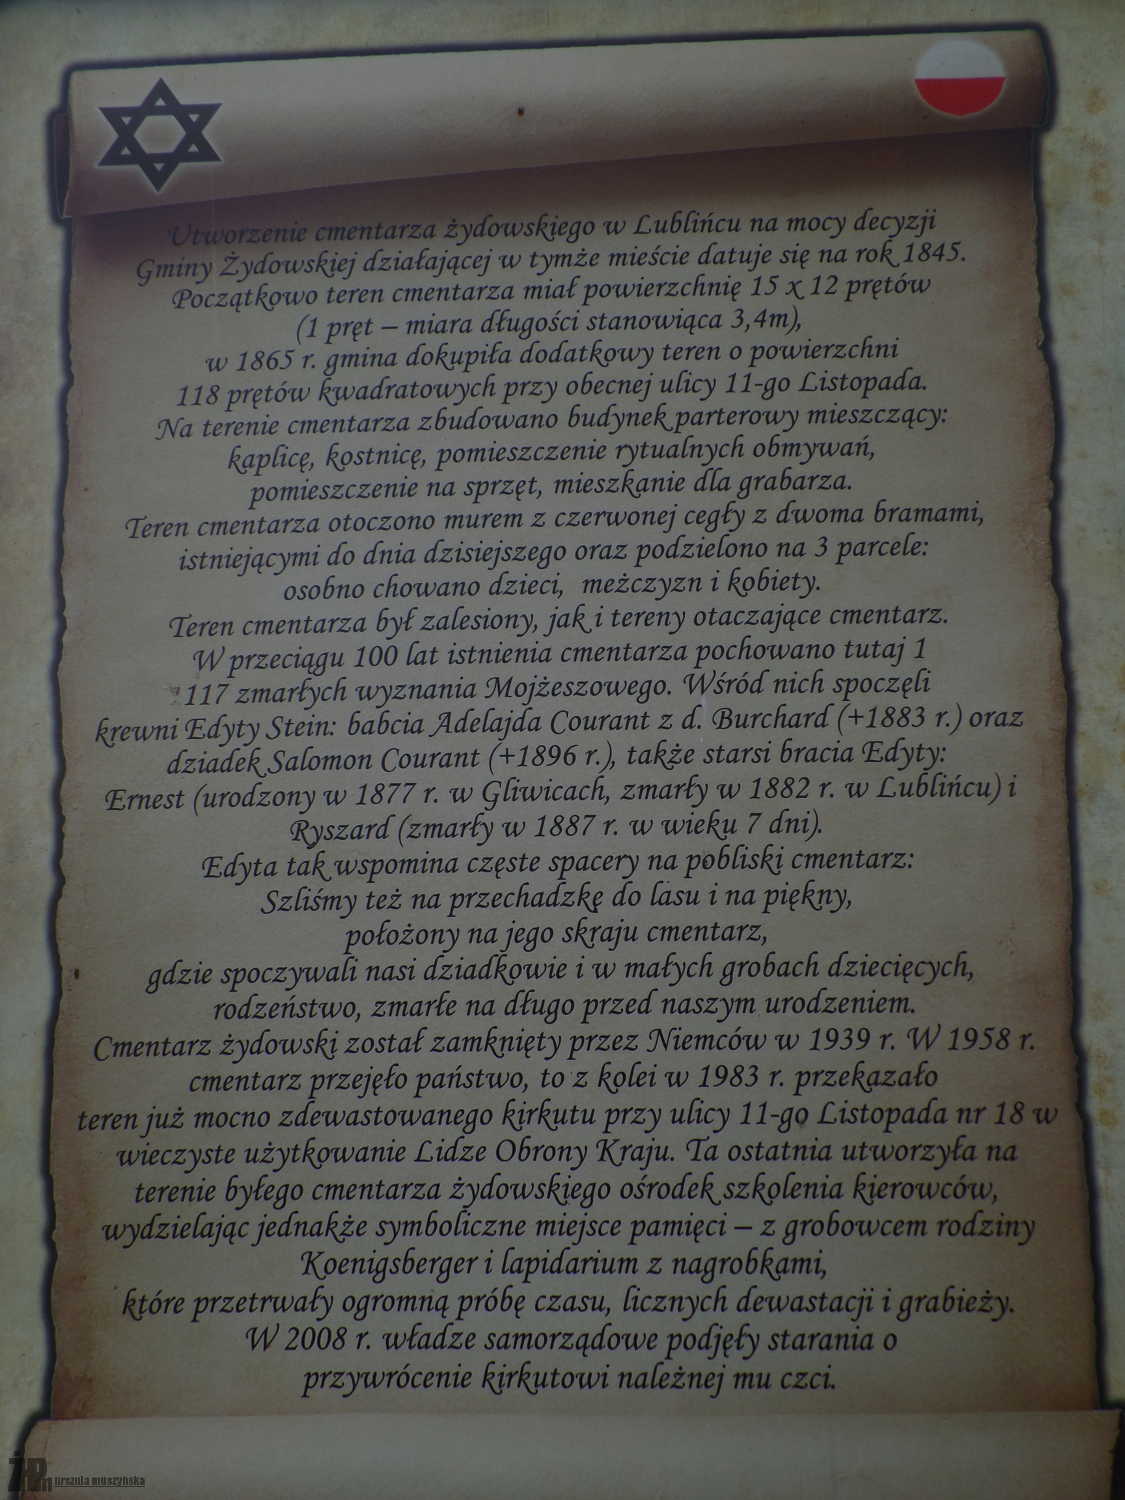 Utworzenie cmentarza żydowskiego w Lublińcu na mocy decyzji
Gminy Żydowskiej działającej w tymże mieście datuje się na rok 1845.
Początkowo teren cmentarza miał powierzchnię 15 x 12 prętów
(1 pręt – miara długości stanowiąca 3,4m),
w 1865 r. gmina dokupiła dodatkowy teren o powierzchni
118 prętów kwadratowych przy obecnej ulicy 11-go Listopada.
Na terenie cmentarza zbudowano budynek parterowy mieszczący:
kaplicę, kostnicę, pomieszczenie rytualnych obmywań,
pomieszczenie na sprzęt, mieszkanie dla grabarza.
Teren cmentarza otoczono murem z czerwonej cegły z dwoma bramami,
istniejącymi do dnia dzisiejszego oraz podzielono na 3 parcele:
osobno chowano dzieci, meżczyzn i kobiety.
Teren cmentarza był zalesiony, jak i tereny otaczające cmentarz.
W przeciągu 100 lat istnienia cmentarza pochowano tutaj 1
117 zmarłych wyznania Mojżeszowego. Wśród nich spoczęli
krewni Edyty Stein: babcia Adelajda Courant z d. Burchard (+1883 r.) oraz
dziadek Salomon Courant (+1896 r.), także starsi bracia Edyty:
Ernest (urodzony w 1877 r. w Gliwicach, zmarły w 1882 r. w Lublińcu) i
Ryszard (zmarły w 1887 r. w wieku 7 dni).
Edyta tak wspomina częste spacery na pobliski cmentarz:
Szliśmy też na przechadzkę do lasu i na piękny,
położony na jego skraju cmentarz,
gdzie spoczywali nasi dziadkowie i w małych grobach dziecięcych,
rodzeństwo, zmarłe na długo przed naszym urodzeniem.
Cmentarz żydowski został zamknięty przez Niemców w 1939 r. W 1958 r.
cmentarz przejęło państwo, to z kolei w 1983 r. przekazało
teren już mocno zdewastowanego kirkutu przy ulicy 11-go Listopada nr 18 w
wieczyste użytkowanie Lidze Obrony Kraju. Ta ostatnia utworzyła na
terenie byłego cmentarza żydowskiego ośrodek szkolenia kierowców,
wydzielając jednakże symboliczne miejsce pamięci – z grobowcem rodziny
Koenigsberger i lapidarium z nagrobkami,
które przetrwały ogromną próbę czasu, licznych dewastacji i grabieży.
W 2008 r. władze samorządowe podjęły starania o
przywrócenie kirkutowi należnej mu czci.
urszula muszyńska